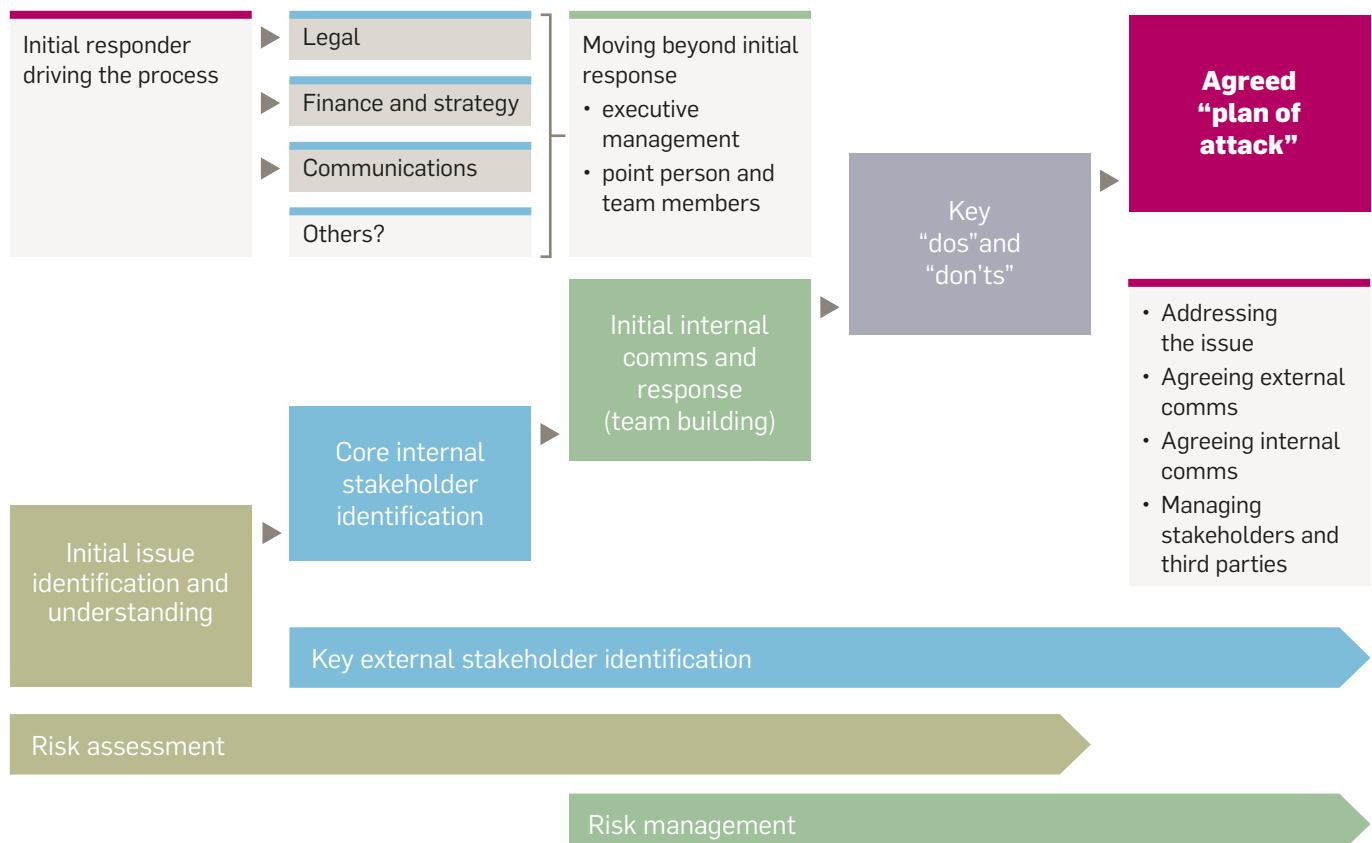 Initial responder
driving the process
Legal
Finance and strategy
Communications
Others?
Moving beyond initial
response
• executive
management
• point person and
team members
Agreed
“plan of
attack”
Key
“dos”and
“don’ts”
Initial internal
comms and
response
(team building)
Core internal
stakeholder
identification
Initial issue
identification and
understanding
• Addressing
the issue
• Agreeing external
comms
• Agreeing internal
comms
• Managing
stakeholders and
third parties
Key external stakeholder identification
Risk assessment
Risk management